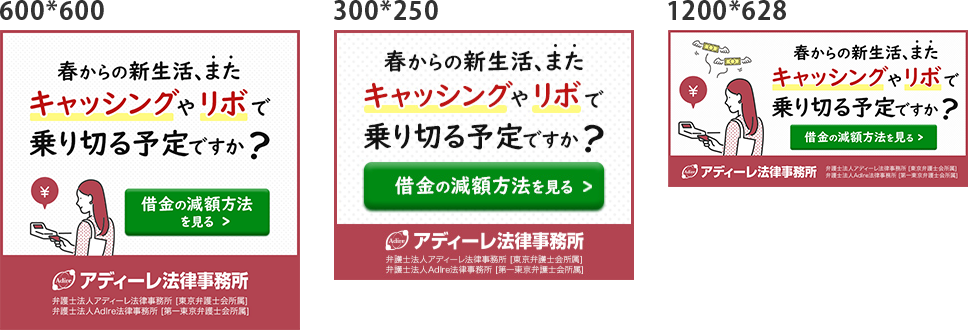 600*600
春からの新生活、また
キャッシングやリボで
乗り切る予定ですか?
¥
借金の減額方法
を見る >
Adire
アディーレ法律事務所
弁護士法人アディーレ法律事務所 [東京弁護士会所属]
弁護士法人AdIre法律事務所 [第一東京弁護士会所属]
300*250
春からの新生活、また
キャッシングやリボで
乗り切る予定ですか?
借金の減額方法を見る >
Adire
アディーレ法律事務所
弁護士法人アディーレ法律事務所 [東京弁護士会所属]
弁護士法人AdIre法律事務所 [第一東京弁護士会所属]
1200*628
春からの新生活、また
キャッシングやリボで
乗り切る予定ですか?
¥
借金の減額方法を見る >
Adire
アディーレ法律事務所
弁護士法人アディーレ法律事務所 [東京弁護士会所属]
弁護士法人AdIre法律事務所 [第一東京弁護士会所属]